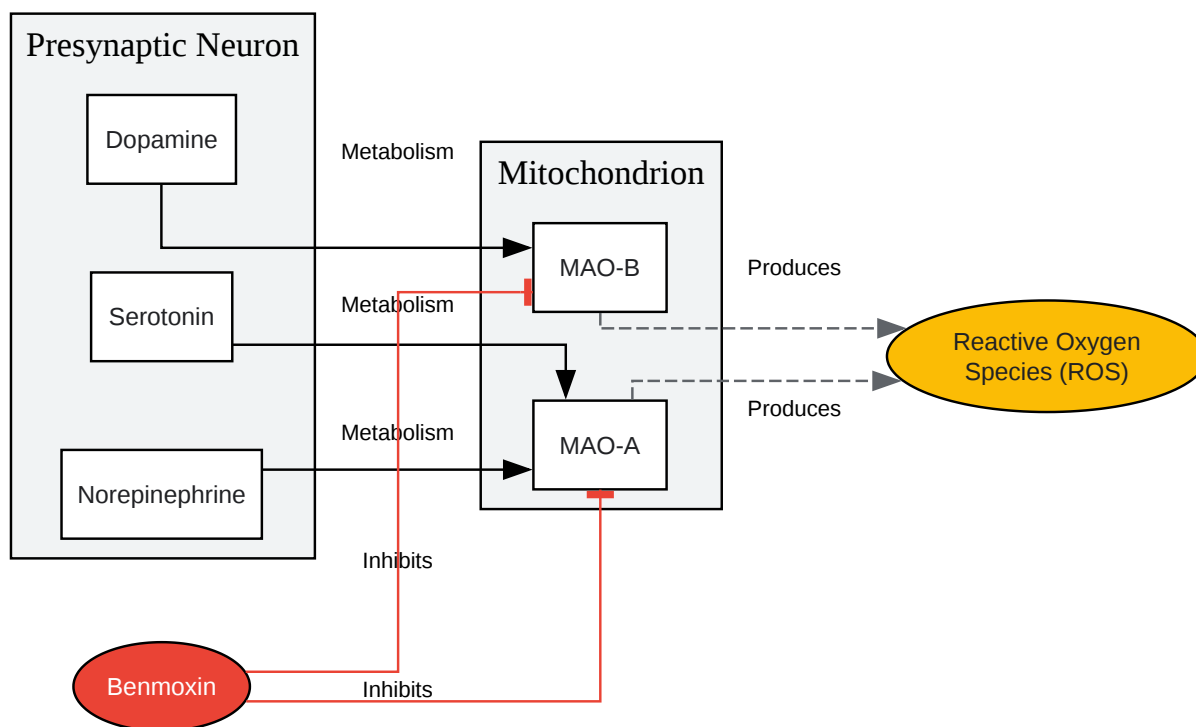 Presynaptic Neuron
Dopamine
Metabolism
Mitochondrion
MAO-B
Produces
Serotonin
Metabolism
Reactive Oxygen
Species (ROS)
Produces
Metabolism
MAO-A
Norepinephrine
Inhibits
Benmoxin
Inhibits